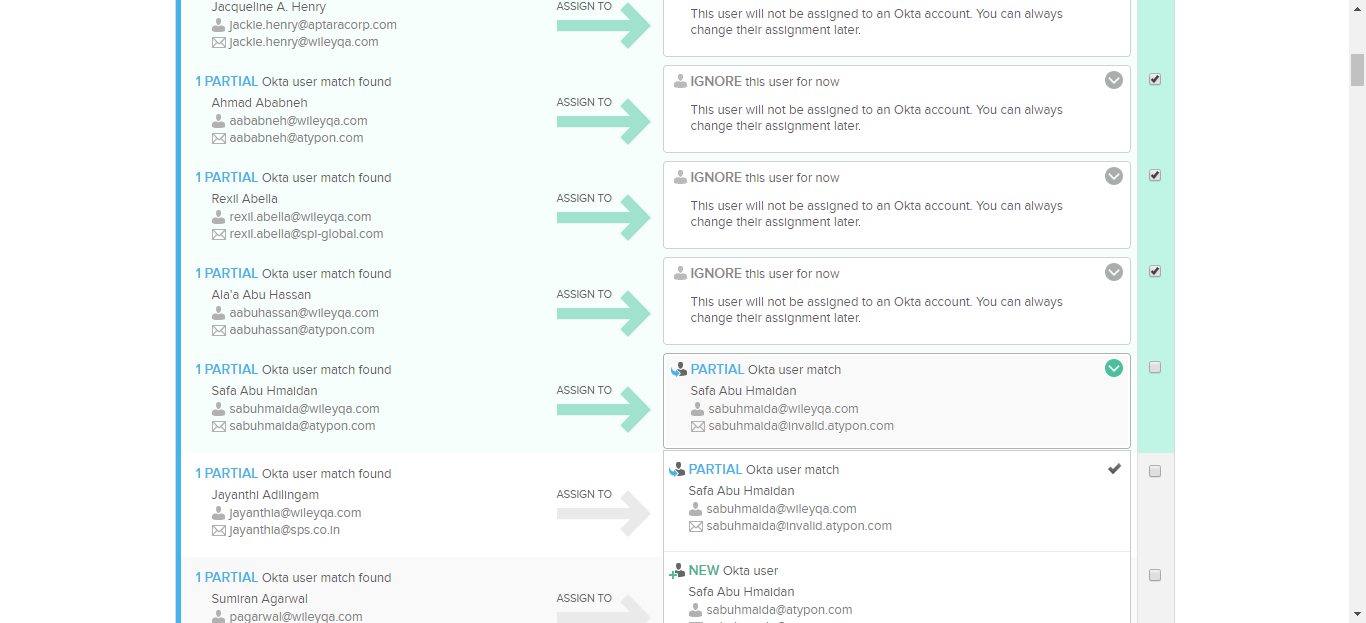 Jacqueline A. Henry
jackie.henry@aptaracorp.com
jackie.henry@wileyqa.com
ASSIGN TO
This user will not be assigned to an Okta account. You can always
change their assignment later.
1 PARTIAL Okta user match found
Ahmad Ababneh
aababneh@wileyqa.com
aababneh@atypon.com
ASSIGN TO
IGNORE this user for now
This user will not be assigned to an Okta account. You can always
change their assignment later.
1 PARTIAL Okta user match found
Rexil Abella
rexil.abella@wileyqa.com
rexil.abella@spi-global.com
ASSIGN TO
IGNORE this user for now
This user will not be assigned to an Okta account. You can always
change their assignment later.
1 PARTIAL Okta user match found
Ala'a Abu Hassan
aabuhassan@wileyqa.com
aabuhassan@atypon.com
ASSIGN TO
IGNORE this user for now
This user will not be assigned to an Okta account. You can always
change their assignment later.
1 PARTIAL Okta user match found
Safa Abu Hmaidan
sabuhmaida@wileyqa.com
sabuhmaida@atypon.com
ASSIGN TO
PARTIAL Okta user match
Safa Abu Hmaidan
sabuhmaida@wileyqa.com
sabuhmaida@invalid.atypon.com
1 PARTIAL Okta user match found
Jayanthi Adilingam
jayanthia@wileyqa.com
jayanthia@sps.co.in
ASSIGN TO
PARTIAL Okta user match
Safa Abu Hmaidan
sabuhmaida@wileyqa.com
sabuhmaida@invalid.atypon.com
1 PARTIAL Okta user match found
Sumiran Agarwal
pagarwal@wileyqa.com
ASSIGN TO
NEW Okta user
Safa Abu Hmaidan
sabuhmaida@atypon.com